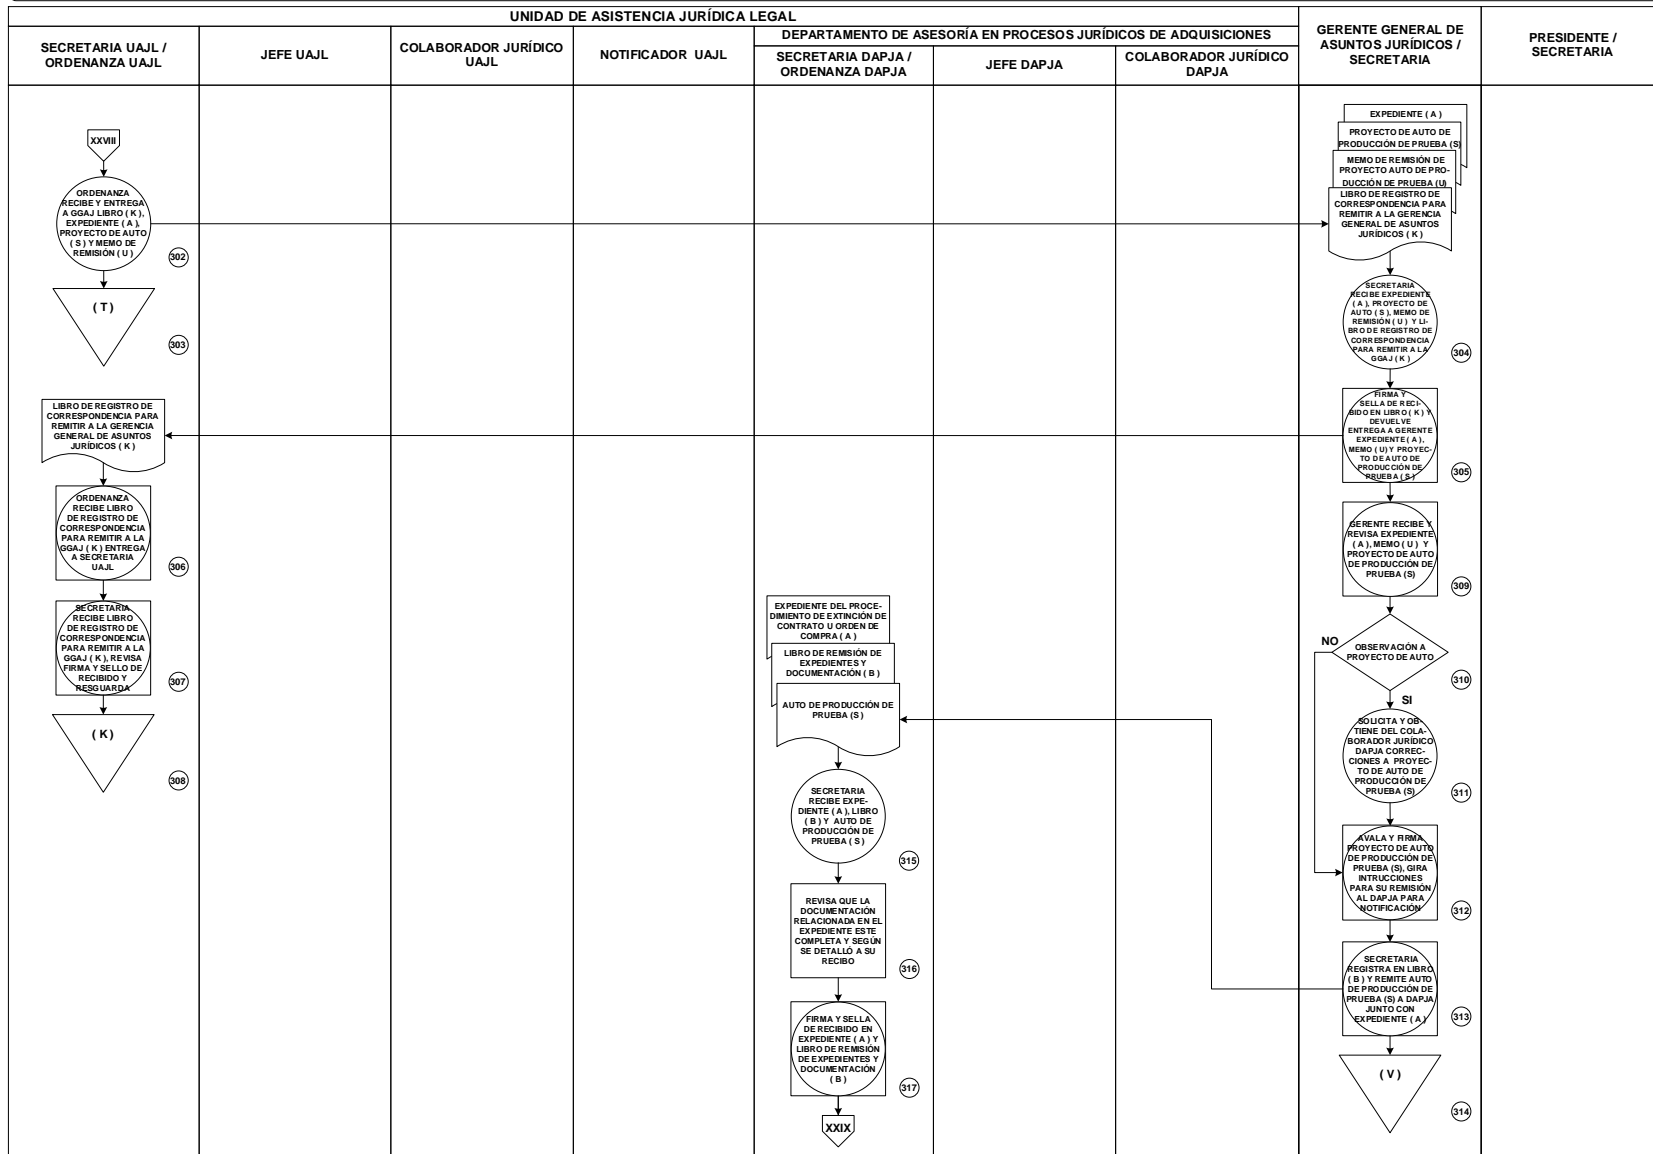 UNIDAD DE ASISTENCIA JURÍDICA LEGAL
SECRETARIA UAJL /
ORDENANZA UAJL
JEFE UAJL
COLABORADOR JURÍDICO
UAJL
NOTIFICADOR UAJL
DEPARTAMENTO DE ASESORÍA EN PROCESOS JURÍDICOS DE ADQUISICIONES
SECRETARIA DAPJA /
ORDENANZA DAPJA
JEFE DAPJA
COLABORADOR JURÍDICO
DAPJA
GERENTE GENERAL DE
ASUNTOS JURÍDICOS /
SECRETARIA
PRESIDENTE /
SECRETARIA
XXVIII
ORDENANZA
RECIBE Y ENTREGA
A GGAJ LIBRO ( K ),
EXPEDIENTE ( A ),
PROYECTO DE AUTO
( S ) Y MEMO DE
REMISIÓN ( U )
302
( T )
303
LIBRO DE REGISTRO DE
CORRESPONDENCIA PARA
REMITIR A LA GERENCIA
GENERAL DE ASUNTOS
JURÍDICOS ( K )
ORDENANZA
RECIBE LIBRO
DE REGISTRO DE
CORRESPONDENCIA
PARA REMITIR A LA
GGAJ ( K ) ENTREGA
A SECRETARIA
UAJL
306
SECRETARIA
RECIBE LIBRO
DE REGISTRO DE
CORRESPONDENCIA
PARA REMITIR A LA
GGAJ ( K ), REVISA
FIRMA Y SELLO DE
RECIBIDO Y
RESGUARDA
307
( K )
308
EXPEDIENTE DEL PROCE-
DIMIENTO DE EXTINCIÓN DE
CONTRATO U ORDEN DE
COMPRA ( A )
LIBRO DE REMISIÓN DE
EXPEDIENTES Y
DOCUMENTACIÓN ( B )
AUTO DE PRODUCCIÓN DE
PRUEBA ( S )
SECRETARIA
RECIBE EXPE-
DIENTE ( A ), LIBRO
( B ) Y AUTO DE
PRODUCCIÓN DE
PRUEBA ( S )
315
REVISA QUE LA
DOCUMENTACIÓN
RELACIONADA EN EL
EXPEDIENTE ESTE
COMPLETA Y SEGÚN
SE DETALLÓ A SU
RECIBO
316
FIRMA Y SELLA
DE RECIBIDO EN
EXPEDIENTE ( A ) Y
LIBRO DE REMISIÓN
DE EXPEDIENTES Y
DOCUMENTACIÓN
( B )
317
XXIX
EXPEDIENTE ( A )
PROYECTO DE AUTO DE
PRODUCCIÓN DE PRUEBA (S)
MEMO DE REMISIÓN DE
PROYECTO AUTO DE PRO-
DUCCIÓN DE PRUEBA (U)
LIBRO DE REGISTRO DE
CORRESPONDENCIA PARA
REMITIR A LA GERENCIA
GENERAL DE ASUNTOS
JURÍDICOS ( K )
SECRETARIA
RECIBE EXPEDIENTE
( A ), PROYECTO DE
AUTO ( S ), MEMO DE
REMISIÓN ( U ) Y LI-
BRO DE REGISTRO DE
CORRESPONDENCIA
PARA REMITIR A LA
GGAJ ( K )
304
FIRMA Y
SELLA DE RECI-
BIDO EN LIBRO ( K ) Y
DEVUELVE
ENTREGA A GERENTE
EXPEDIENTE ( A ),
MEMO ( U) Y PROYEC-
TO DE AUTO DE
PRODUCCIÓN DE
PRUEBA ( S )
305
GERENTE RECIBE Y
REVISA EXPEDIENTE
( A ), MEMO ( U ) Y
PROYECTO DE AUTO
DE PRODUCCIÓN DE
PRUEBA (S)
309
NO
OBSERVACIÓN A
PROYECTO DE AUTO
310
SI
SOLICITA Y OB-
TIENE DEL COLA-
BORADOR JURÍDICO
DAPJA CORREC-
CIONES A PROYEC-
TO DE AUTO DE
PRODUCCIÓN DE
PRUEBA (S)
311
AVALA Y FIRMA
PROYECTO DE AUTO
DE PRODUCCIÓN DE
PRUEBA (S), GIRA
INTRUCCIONES
PARA SU REMISIÓN
AL DAPJA PARA
NOTIFICACIÓN
312
SECRETARIA
REGISTRA EN LIBRO
( B ) Y REMITE AUTO
DE PRODUCCIÓN DE
PRUEBA (S) A DAPJA
JUNTO CON
EXPEDIENTE ( A )
313
( V )
314